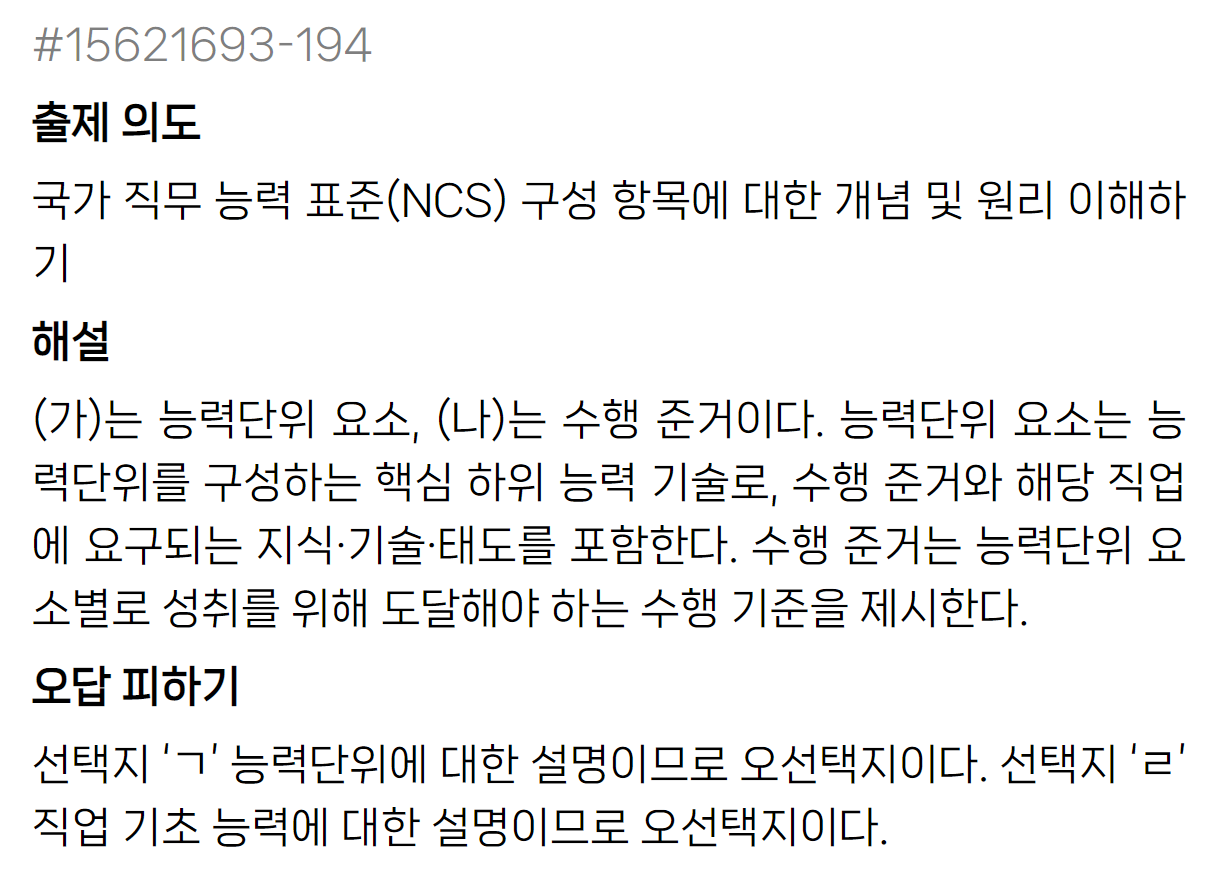 #15621693-194
출제 의도
국가 직무 능력 표준(NCS) 구성 항목에 대한 개념 및 원리 이해하
기
해설
(가)는 능력단위 요소, (나)는 수행 준거이다. 능력단위 요소는 능
력단위를 구성하는 핵심 하위 능력 기술로, 수행 준거와 해당 직업
에 요구되는 지식·기술·태도를 포함한다. 수행 준거는 능력단위 요
소별로 성취를 위해 도달해야 하는 수행 기준을 제시한다.
오답 피하기
선택지 ‘ㄱ’ 능력단위에 대한 설명이므로 오선택지이다. 선택지 ‘ㄹ’
직업 기초 능력에 대한 설명이므로 오선택지이다.